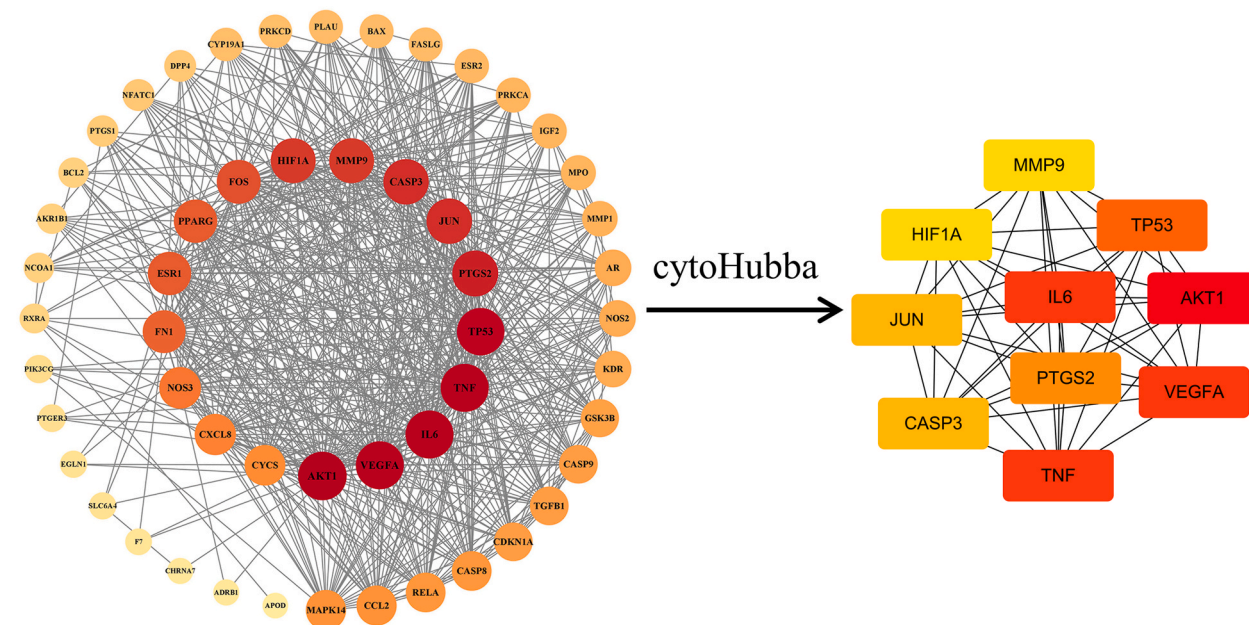 PLAU
PRKCD
BAX
CYP19A1
FASLG
DPP4
ESR2
NFATC1
PRKCA
PTGS1
IGF2
BCL2
MPO
AKR1B1
MMP1
NCOA1
AR
RXRA
NOS2
PIK3CG
KDR
PTGER3
GSK3B
EGLN1
CASP9
SLC6A4
TGFB1
F7
CDKN1A
CHRNA7
CASP8
ADRB1
RELA
APOD
MAPK14
CCL2
HIF1A
MMP9
FOS
CASP3
PPARG
JUN
ESR1
PTGS2
FN1
TP53
NOS3
TNF
CXCL8
IL6
CYCS
VEGFA
AKT1
cytoHubba
MMP9
HIF1A
TP53
IL6
AKT1
JUN
PTGS2
VEGFA
CASP3
TNF